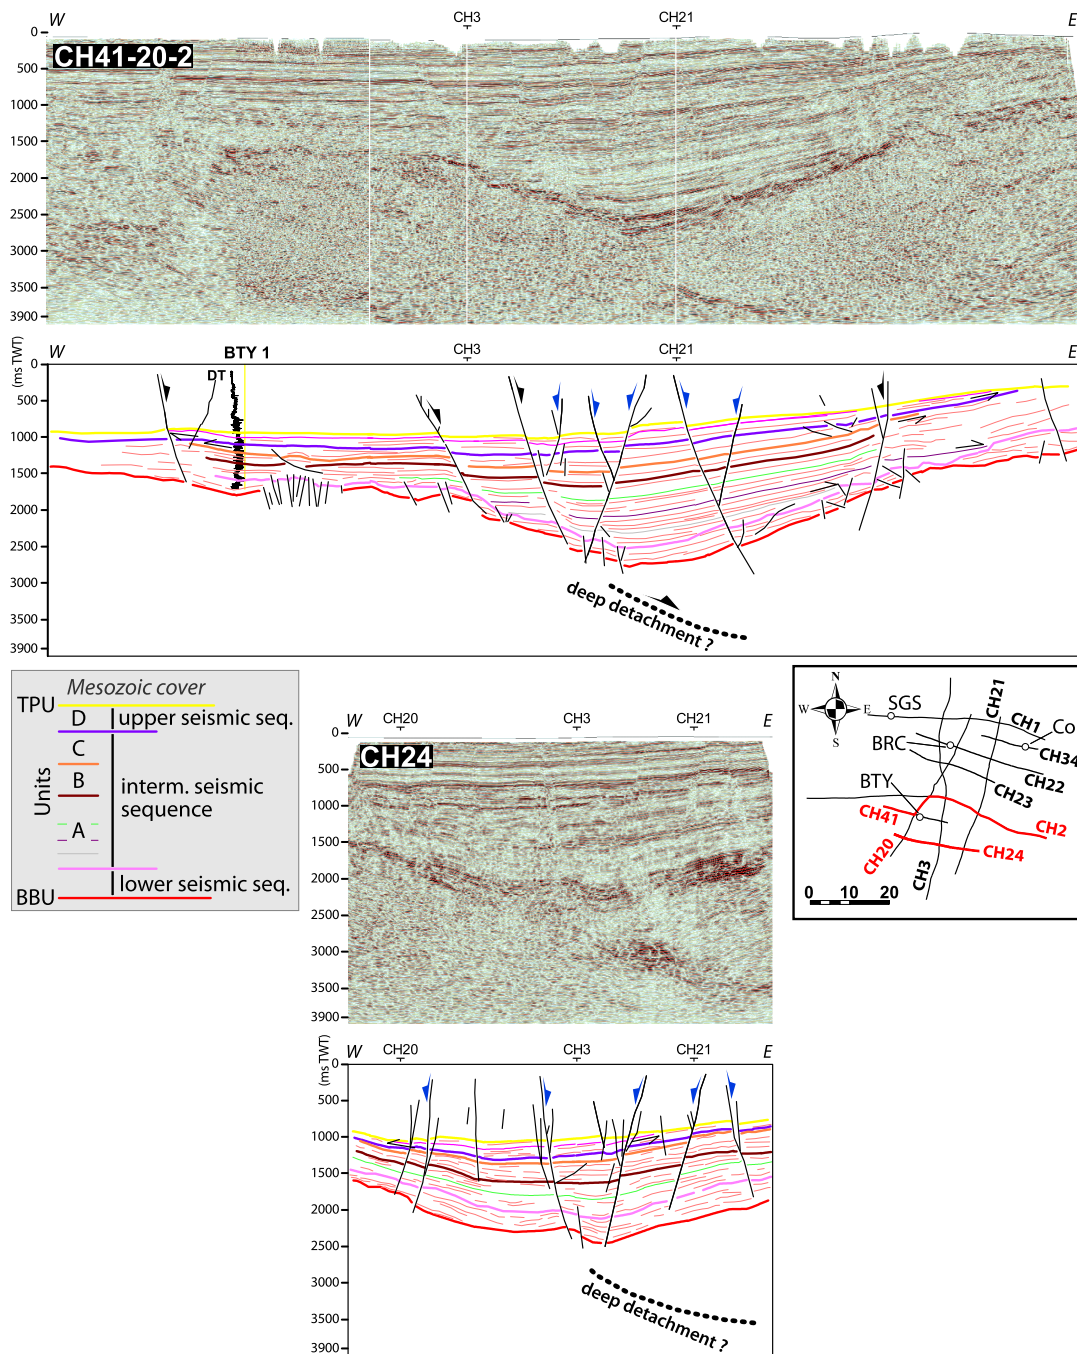 W CH3 CH21 E
CH41-20-2
0
500
1000
1500
2000
2500
3000
3500
3900
W BTY 1 CH3 CH21 E
(ms TWT)
DT
0
500
1000
1500
2000
2500
3000
3500
3900
deep detachment ?
Mesozoic cover
TPU
D upper seismic seq.
C
B interm. seismic
sequence
A
Units
lower seismic seq.
BBU
W CH20 CH3 CH21 E
CH24
0
500
1000
1500
2000
2500
3000
3500
3900
N
W E
S
SGS
CH21
CH1
Co
BRC
CH34
CH22
BTY
CH23
CH41
CH2
CH20
CH24
CH3
0 10 20
W CH20 CH3 CH21 E
(ms TWT)
0
500
1000
1500
2000
2500
3000
3500
3900
deep detachment ?